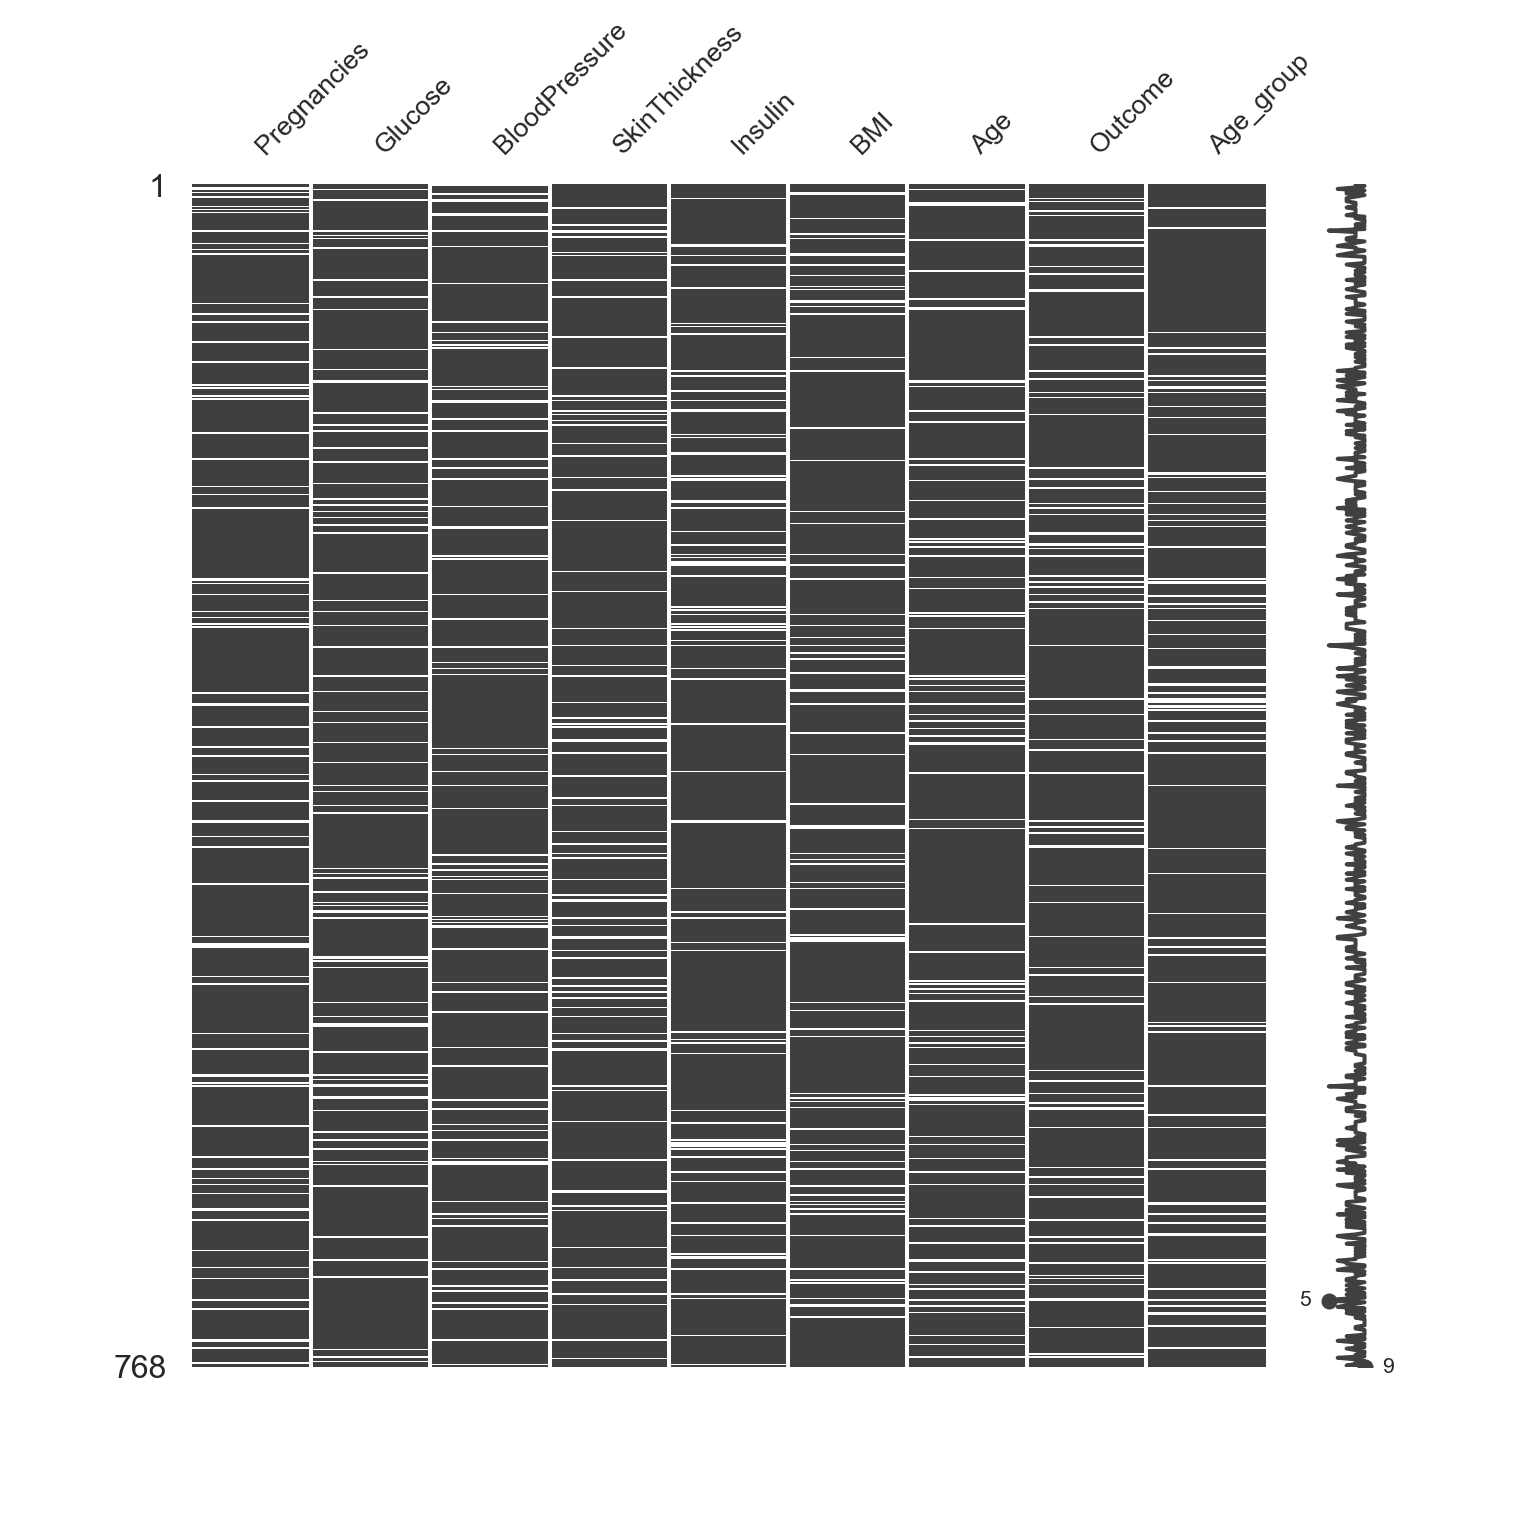 Pregnancies
Glucose
BloodPressure
SkinThickness
Insulin
BMI
Age
Outcome
Age_group
1
768
5
9